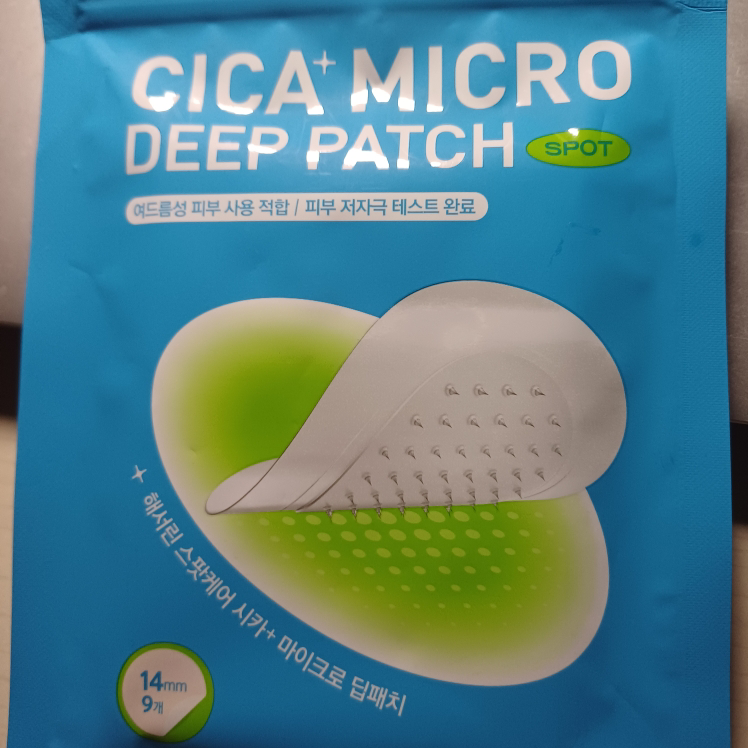 CICA+ MICRO
DEEP PATCH SPOT
여드름성 피부 사용 적합 / 피부 저자극 테스트 완료
+ 해서린 스팟케어 시카+ 마이크로 딥패치
14mm
9개